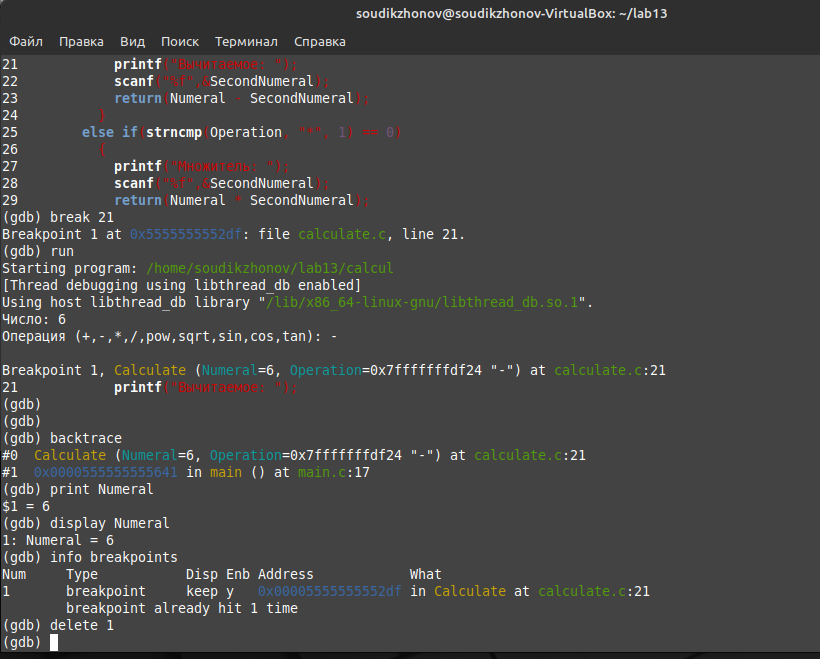 soudikzhonov@soudikzhonov-VirtualBox: ~/lab13
Файл Правка Вид Поиск Терминал Справка
21 printf("Вычитаемое: ");
22 scanf("%f",&SecondNumeral);
23 return(Numeral - SecondNumeral);
24 }
25 else if(strncmp(Operation, "*", 1) == 0)
26 {
27 printf("Множитель: ");
28 scanf("%f",&SecondNumeral);
29 return(Numeral * SecondNumeral);
(gdb) break 21
Breakpoint 1 at 0x5555555552df: file calculate.c, line 21.
(gdb) run
Starting program: /home/soudikzhonov/lab13/calcul
[Thread debugging using libthread_db enabled]
Using host libthread_db library "/lib/x86_64-linux-gnu/libthread_db.so.1".
Число: 6
Операция (+,-,*,/,pow,sqrt,sin,cos,tan): -
Breakpoint 1, Calculate (Numeral=6, Operation=0x7fffffffdf24 "-") at calculate.c:21
21 printf("Вычитаемое: ");
(gdb)
(gdb)
(gdb) backtrace
#0 Calculate (Numeral=6, Operation=0x7fffffffdf24 "-") at calculate.c:21
#1 0x0000555555555641 in main () at main.c:17
(gdb) print Numeral
$1 = 6
(gdb) display Numeral
1: Numeral = 6
(gdb) info breakpoints
Num Type Disp Enb Address What
1 breakpoint keep y 0x00005555555552df in Calculate at calculate.c:21
breakpoint already hit 1 time
(gdb) delete 1
(gdb)